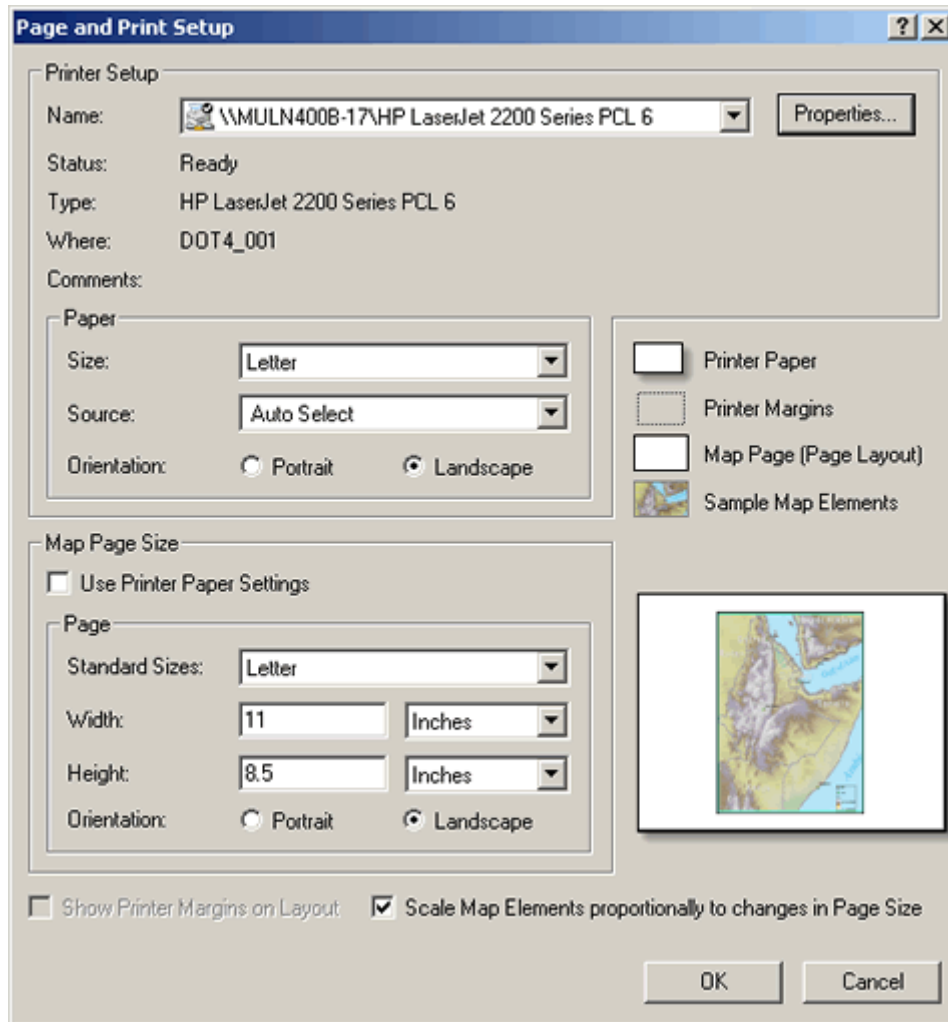 Page and Print Setup
Printer Setup
Name: \\MULN400B-17\HP LaserJet 2200 Series PCL 6 Properties...
Status: Ready
Type: HP LaserJet 2200 Series PCL 6
Where: DOT4_001
Comments:
Paper
Size: Letter
Source: Auto Select
Orientation: Portrait Landscape
Printer Paper
Printer Margins
Map Page (Page Layout)
Sample Map Elements
Map Page Size
Use Printer Paper Settings
Page
Standard Sizes: Letter
Width: 11 Inches
Height: 8.5 Inches
Orientation: Portrait Landscape
Show Printer Margins on Layout Scale Map Elements proportionally to changes in Page Size
OK Cancel